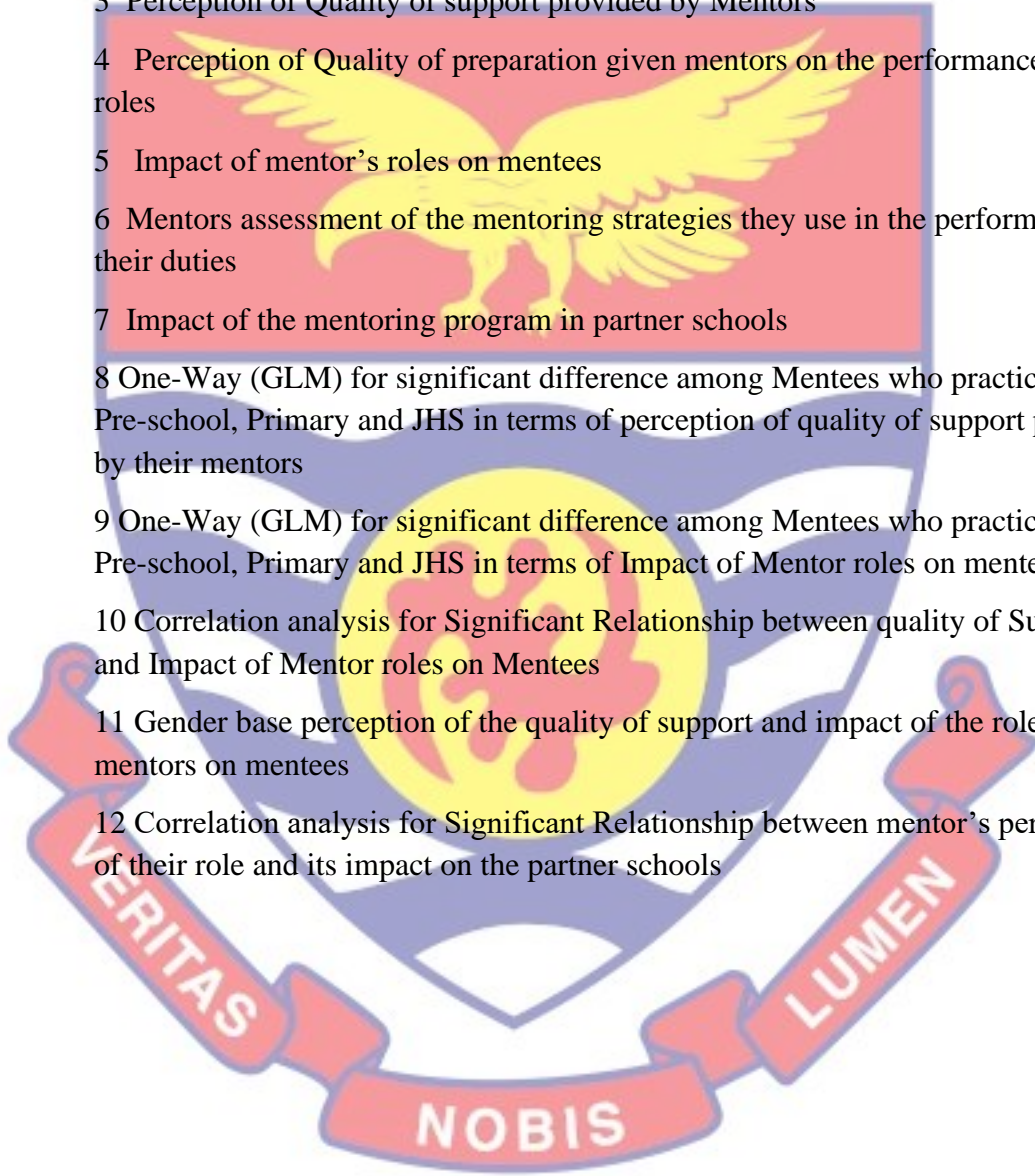 3 Perception of Quality of support provided by Mentors
4 Perception of Quality of preparation given mentors on the performance
roles
5 Impact of mentor’s roles on mentees
6 Mentors assessment of the mentoring strategies they use in the perform
their duties
7 Impact of the mentoring program in partner schools
8 One-Way (GLM) for significant difference among Mentees who practic
Pre-school, Primary and JHS in terms of perception of quality of support
by their mentors
9 One-Way (GLM) for significant difference among Mentees who practic
Pre-school, Primary and JHS in terms of Impact of Mentor roles on mente
10 Correlation analysis for Significant Relationship between quality of Su
and Impact of Mentor roles on Mentees
11 Gender base perception of the quality of support and impact of the role
mentors on mentees
12 Correlation analysis for Significant Relationship between mentor’s per
of their role and its impact on the partner schools
VERITAS
NOBIS
LUMEN